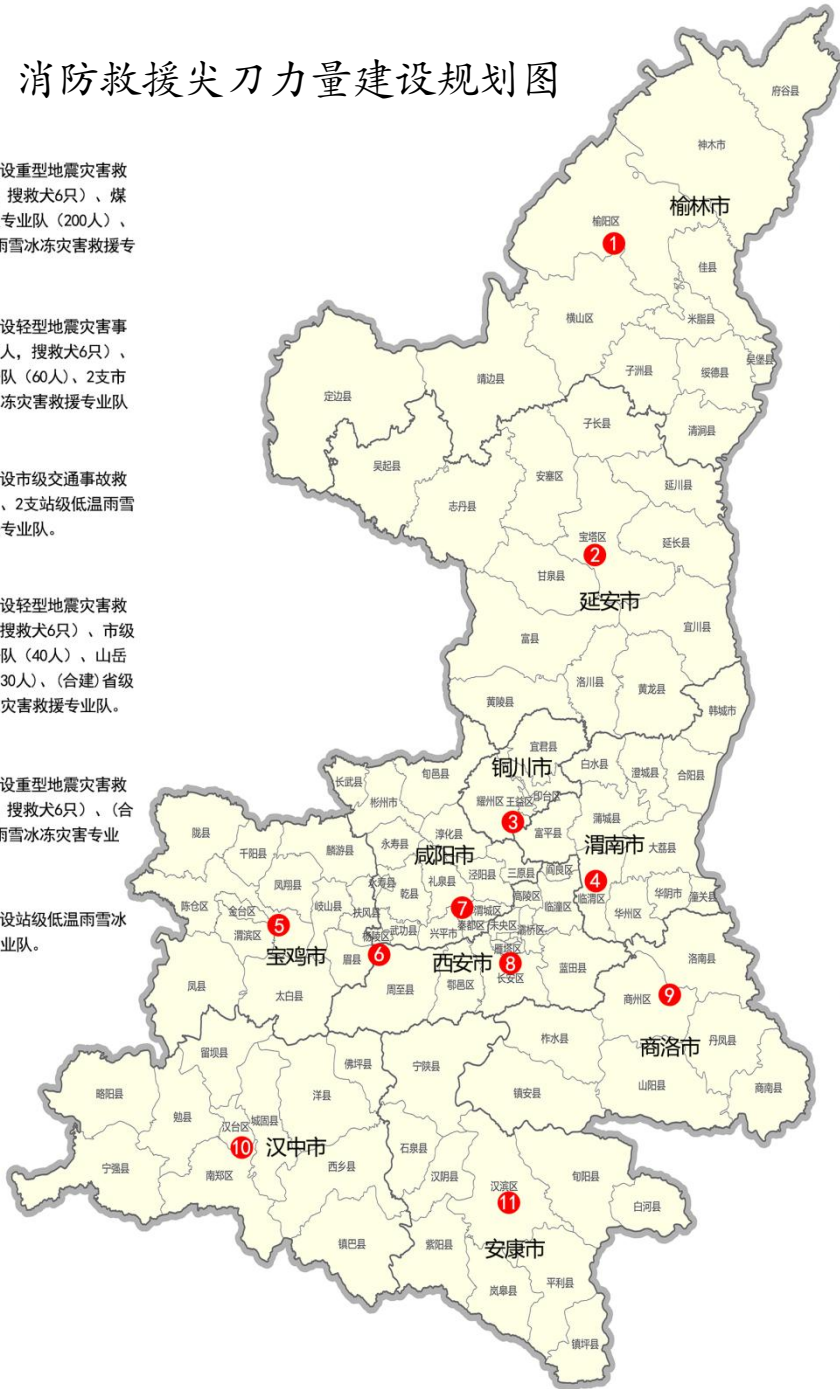 消防救援尖刀力量建设规划图
设重型地震灾害救
搜救犬6只）、煤
专业队（200人）、
雨雪冰冻灾害救援专
设轻型地震灾害事
人，搜救犬6只）、
队（60人）、2支市
冻灾害救援专业队
设市级交通事故救
、2支站级低温雨雪
专业队。
设轻型地震灾害救
搜救犬6只）、市级
队（40人）、山岳
30人）、（合建）省级
灾害救援专业队。
设重型地震灾害救
搜救犬6只）、（合
雨雪冰冻灾害专业
设站级低温雨雪冰
业队。
府谷县
神木市
榆林市
榆阳区
1
佳县
横山区
米脂县
吴堡县
子洲县
绥德县
靖边县
定边县
清涧县
子长县
吴起县
安塞区
延川县
志丹县
宝塔区
延长县
2
甘泉县
延安市
宜川县
富县
洛川县
黄龙县
黄陵县
韩城市
宜君县
铜川市
白水县
澄城县
合阳县
长武县
旬邑县
彬州市
耀州区
王益区
印台区
3
蒲城县
富平县
渭南市
大荔县
陇县
千阳县
麟游县
永寿县
淳化县
咸阳市
泾阳县
三原县
阎良区
4
凤翔县
永寿县
乾县
礼泉县
高陵区
临潼区
临渭区
华阴市
潼关县
陈仓区
金台区
岐山县
扶风县
7
渭城区
华州区
渭滨区
5
杨陵区
武功县
兴平市
秦都区
未央区
灞桥区
宝鸡市
眉县
6
西安市
雁塔区
8
长安区
蓝田县
洛南县
凤县
太白县
周至县
鄠邑区
商州区
9
商洛市
丹凤县
留坝县
佛坪县
宁陕县
柞水县
略阳县
洋县
镇安县
山阳县
商南县
勉县
汉台区
城固县
10
汉中市
宁强县
南郑区
西乡县
石泉县
汉阴县
汉滨区
11
旬阳县
白河县
镇巴县
紫阳县
安康市
岚皋县
平利县
镇坪县